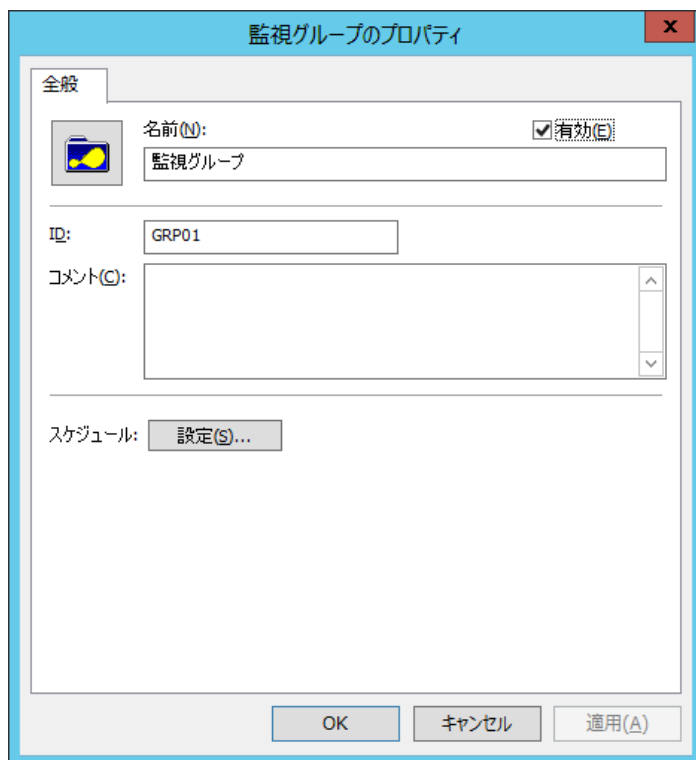 監視グループのプロパティ
x
全般
名前(N): 有効(E)
監視グループ
ID: GRP01
コメント(C):
スケジュール: 設定(S)...
OK キャンセル 適用(A)